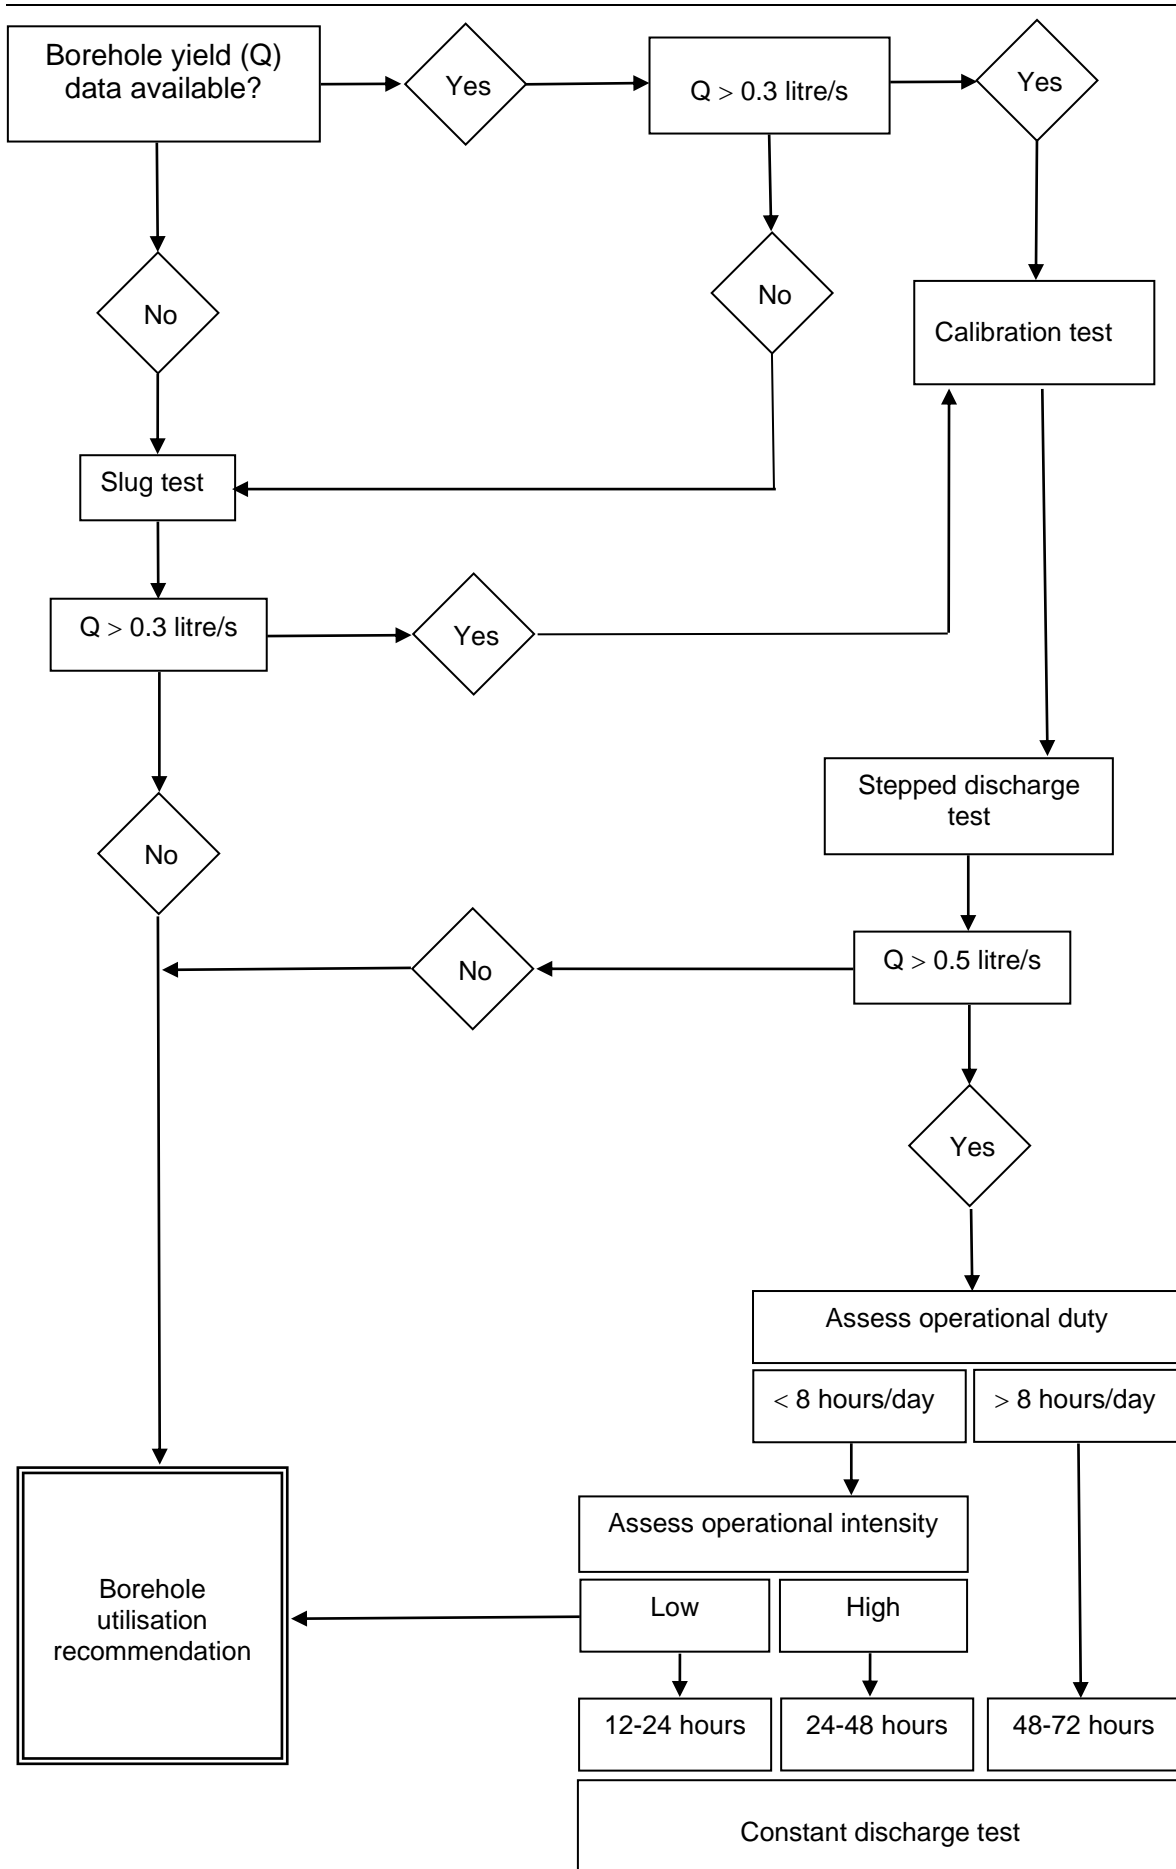 Borehole yield (Q)
data available?
Yes
Q > 0.3 litre/s
Yes
No
No
Calibration test
Slug test
Q > 0.3 litre/s
Yes
Stepped discharge
test
No
No
Q > 0.5 litre/s
Yes
Assess operational duty
< 8 hours/day
> 8 hours/day
Assess operational intensity
Low
High
Borehole
utilisation
recommendation
12-24 hours
24-48 hours
48-72 hours
Constant discharge test